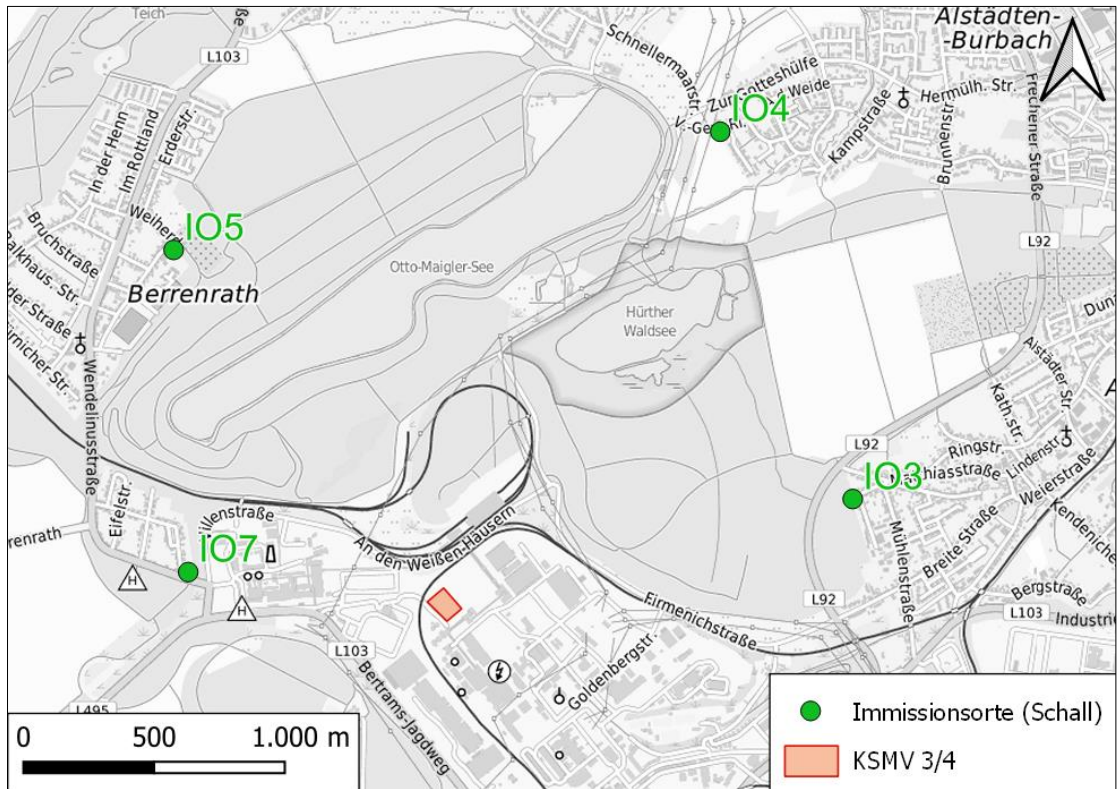 Teich
L103
Alstädten-
-Burbach
Schnellermaarstr.
Zur Gotteshülfe
Hermülh. Str.
IO4
Kampstraße
Brunnenstr.
Frechener Straße
In der Henn
Im Rottland
Erderstr.
L92
IO5
Bruchstraße
Otto-Maigler-See
Berrenrath
Hürther
Waldsee
Wendelinusstraße
Alstädter Str.
Kath.str.
L92
Ringstr.
Lindenstr.
IO3
Weierstraße
Eifelstr.
An den Weißen-Häusern
Mühlenstraße
Breite Straße
IO7
H
H
Firmenichstraße
L92
Bergstraße
L103
L103
Goldenbergstr.
Bertrams-Jagdweg
L495
0 500 1.000 m
Immissionsorte (Schall)
KSMV 3/4